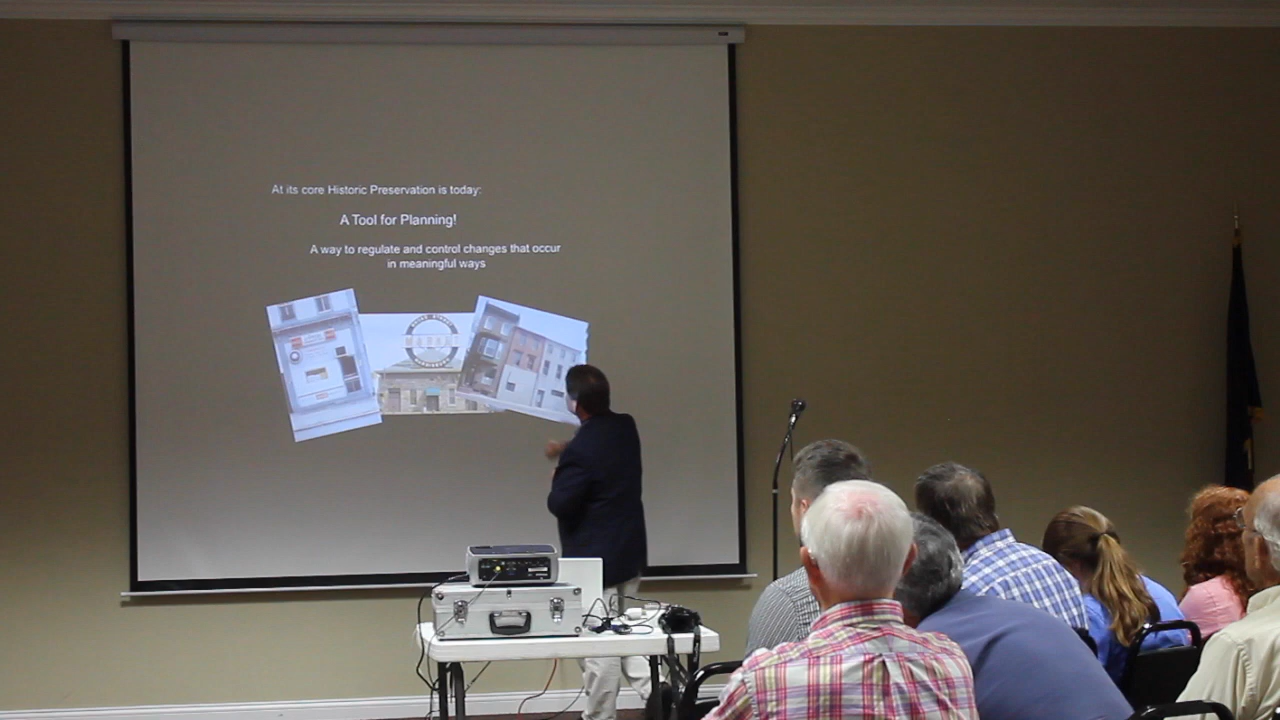 At its core Historic Preservation is today:
A Tool for Planning!
A way to regulate and control changes that occur
in meaningful ways